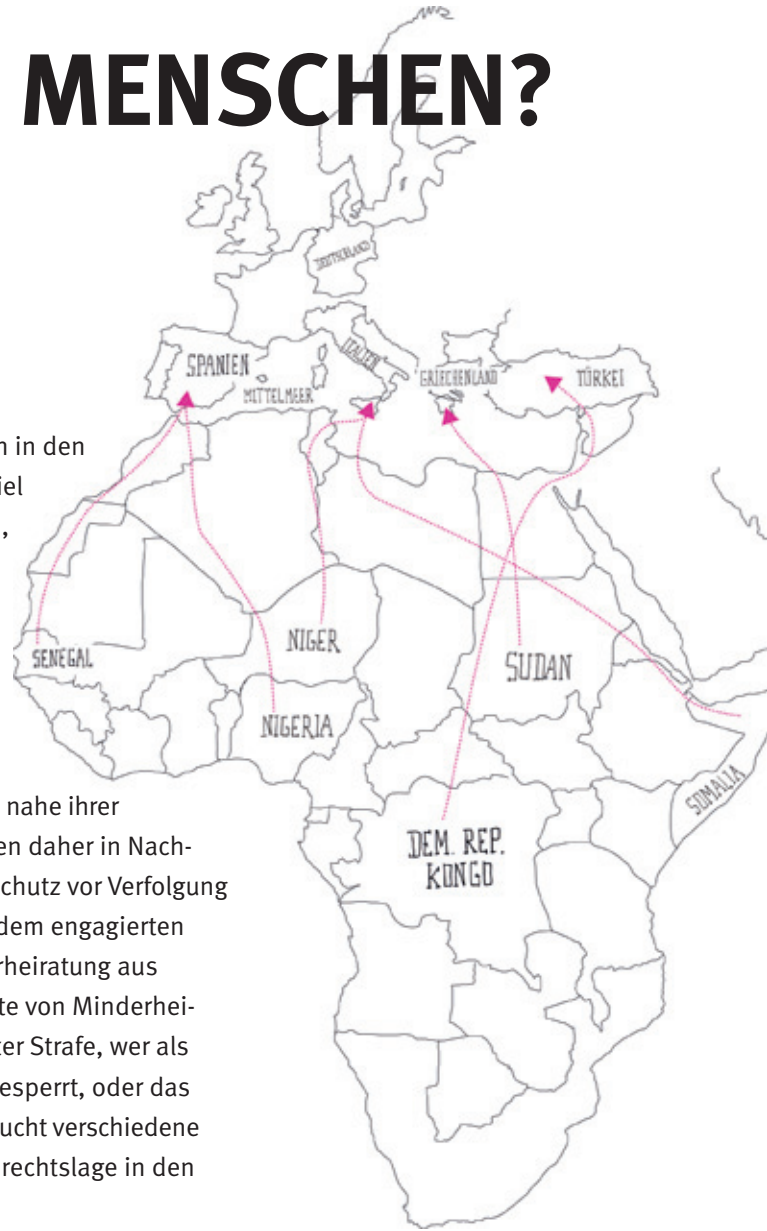 MENSCHEN?
DEUTSCHLAND
SPANIEN
ITALIEN
MITTELMEER
GRIECHENLAND
TÖRKEI
n in den
iel
,
NIGER
SENEGAL
SUDAN
NIGERIA
SOMALIA
DEM. REP.
KONGO
nahe ihrer
en daher in Nach-
chutz vor Verfolgung
dem engagierten
rheiratung aus
te von Minderhei-
ter Strafe, wer als
esperrt, oder das
ucht verschiedene
rechtslage in den